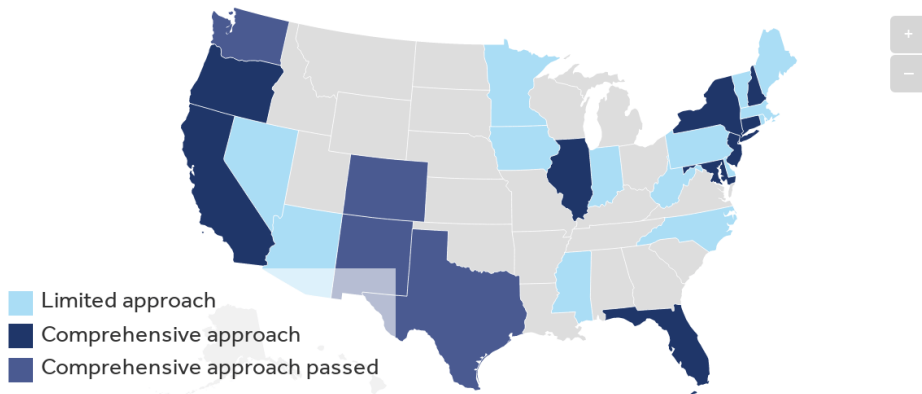 +
−
Limited approach
Comprehensive approach
Comprehensive approach passed